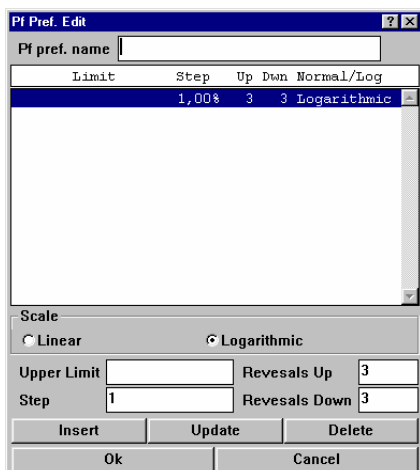 Pf Pref. Edit
Pf pref. name
Limit Step Up Dwn Normal/Log
1,00% 3 3 Logarithmic
Scale
Linear Logarithmic
Upper Limit Revesals Up 3
Step 1 Revesals Down 3
Insert Update Delete
Ok Cancel